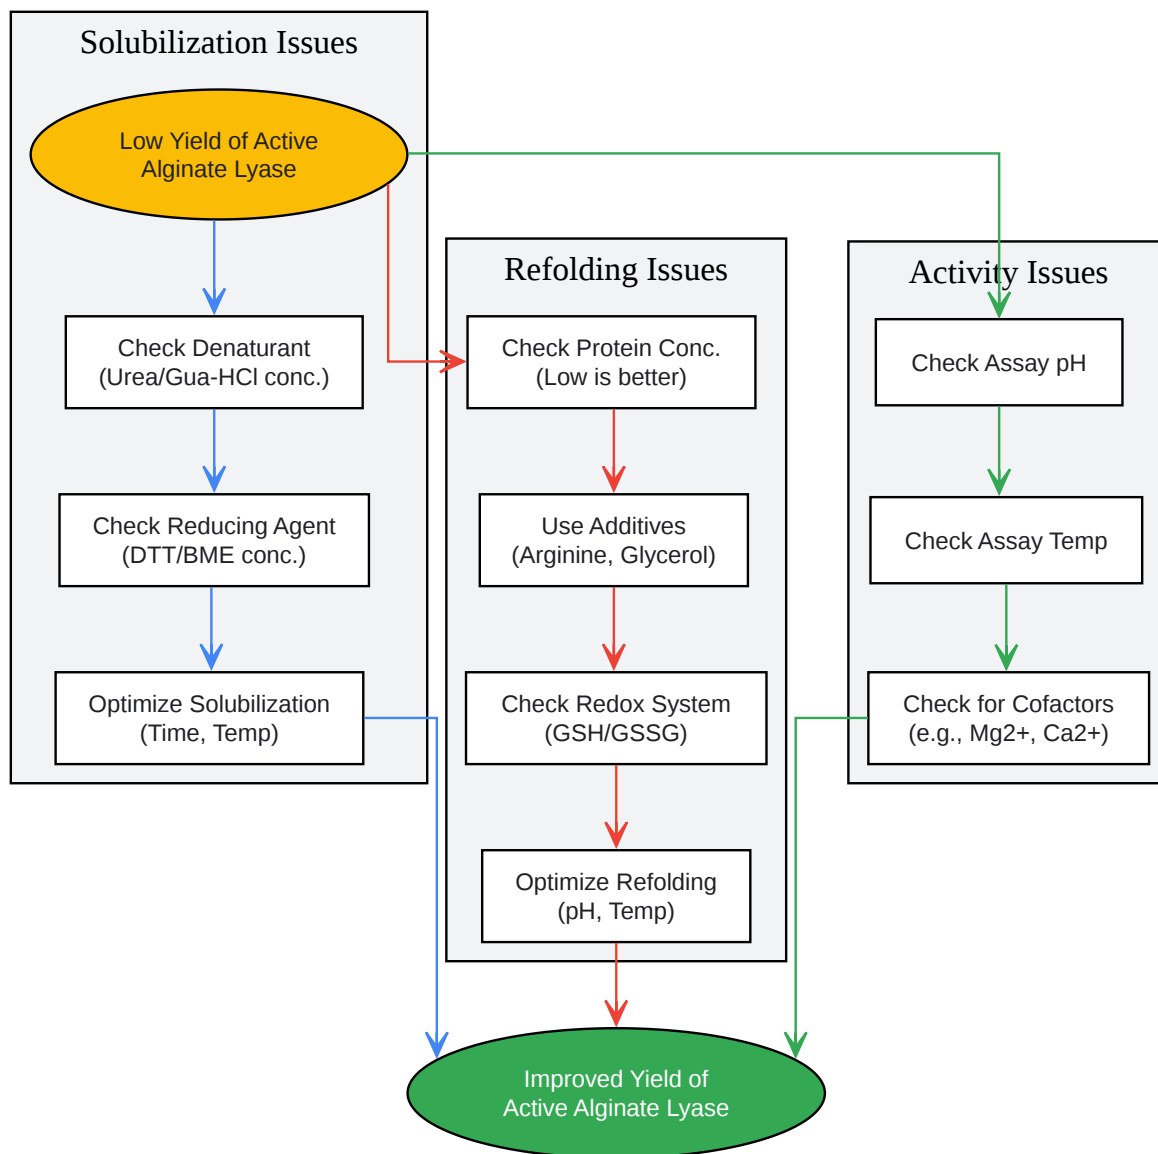 Solubilization Issues
Low Yield of Active
Alginate Lyase
Check Denaturant
(Urea/Gua-HCl conc.)
Check Reducing Agent
(DTT/BME conc.)
Optimize Solubilization
(Time, Temp)
Refolding Issues
Check Protein Conc.
(Low is better)
Use Additives
(Arginine, Glycerol)
Check Redox System
(GSH/GSSG)
Optimize Refolding
(pH, Temp)
Activity Issues
Check Assay pH
Check Assay Temp
Check for Cofactors
(e.g., Mg2+, Ca2+)
Improved Yield of
Active Alginate Lyase